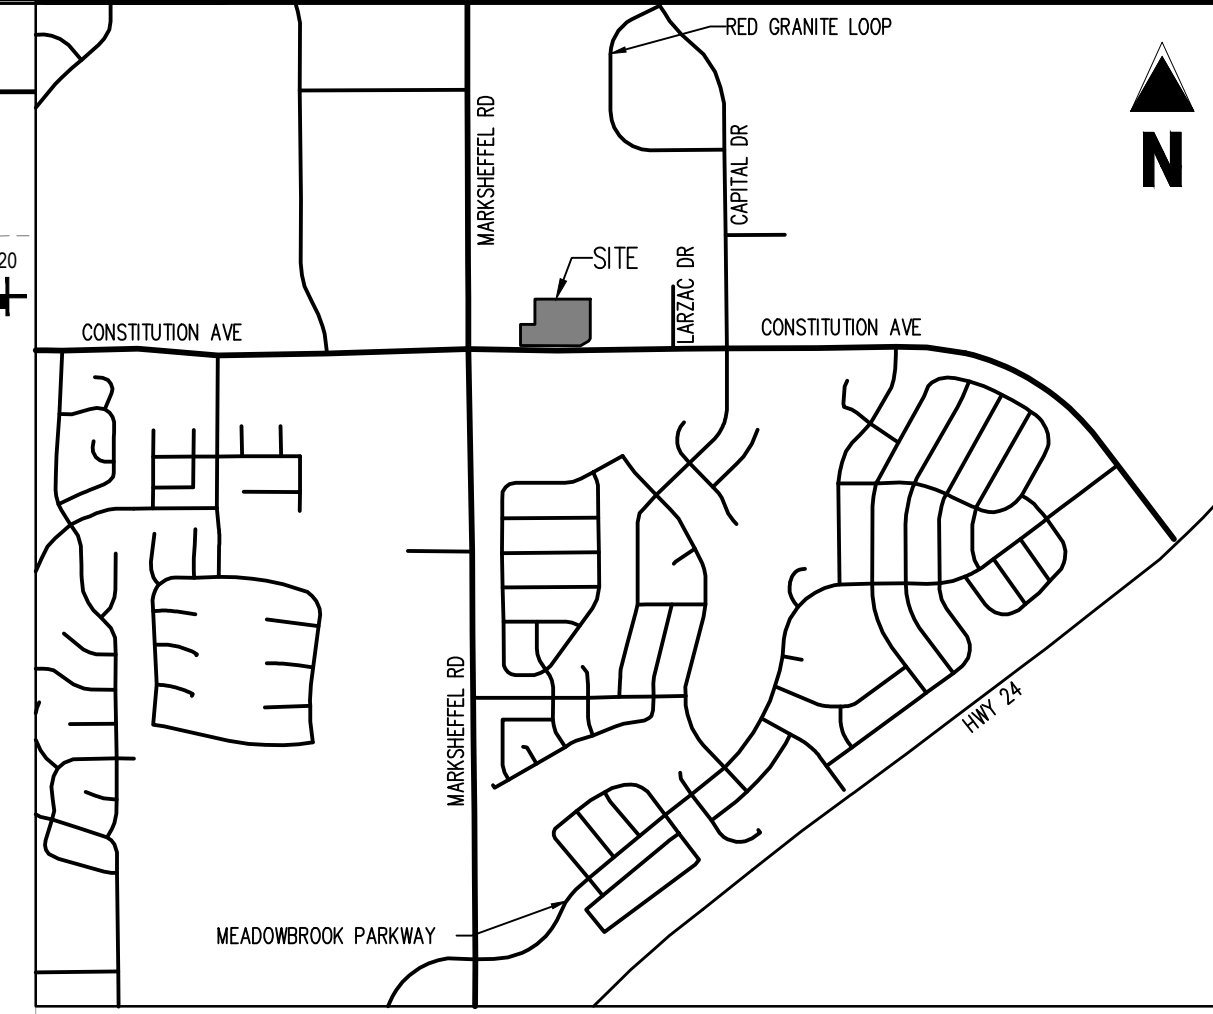 RED GRANITE LOOP
MARKSHEFFEL RD
CAPITAL DR
N
SITE
LARZAC DR
20
CONSTITUTION AVE
CONSTITUTION AVE
MARKSHEFFEL RD
HWY 24
MEADOWBROOK PARKWAY